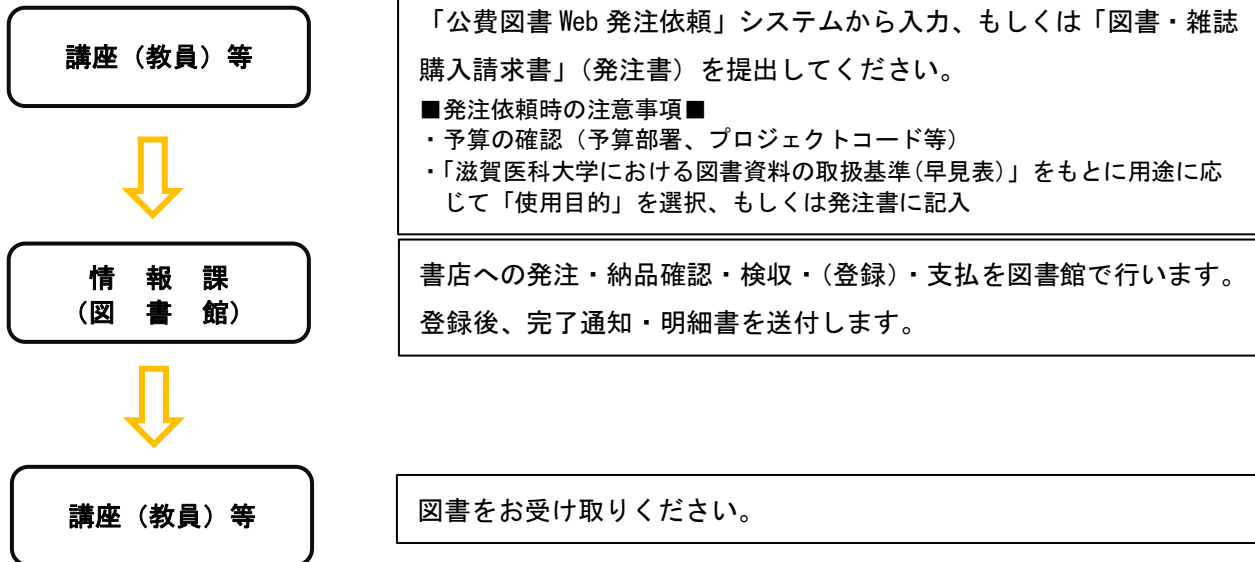 講座（教員）等
「公費図書 Web 発注依頼」システムから入力、もしくは「図書・雑誌
購入請求書」（発注書）を提出してください。
■発注依頼時の注意事項■
・予算の確認（予算部署、プロジェクトコード等）
・「滋賀医科大学における図書資料の取扱基準(早見表)」をもとに用途に応
じて「使用目的」を選択、もしくは発注書に記入
情　報　課
（図　書　館）
書店への発注・納品確認・検収・(登録)・支払を図書館で行います。
登録後、完了通知・明細書を送付します。
講座（教員）等
図書をお受け取りください。